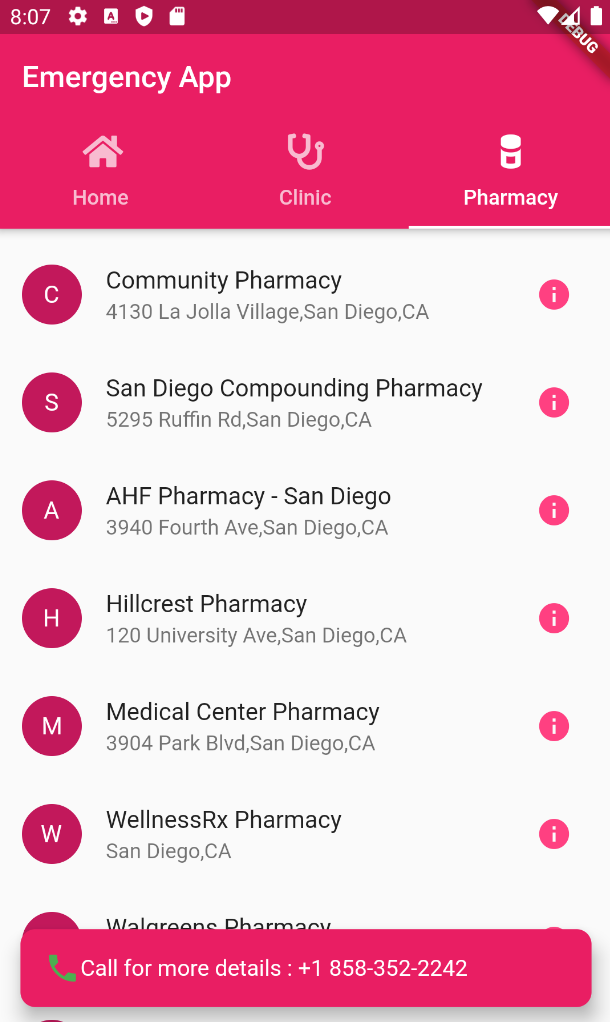 8:07
DEBUG
Emergency App
Home
Clinic
Pharmacy
C
Community Pharmacy
4130 La Jolla Village,San Diego,CA
S
San Diego Compounding Pharmacy
5295 Ruffin Rd,San Diego,CA
A
AHF Pharmacy - San Diego
3940 Fourth Ave,San Diego,CA
H
Hillcrest Pharmacy
120 University Ave,San Diego,CA
M
Medical Center Pharmacy
3904 Park Blvd,San Diego,CA
W
WellnessRx Pharmacy
San Diego,CA
Walgreens Pharmacy
Call for more details : +1 858-352-2242